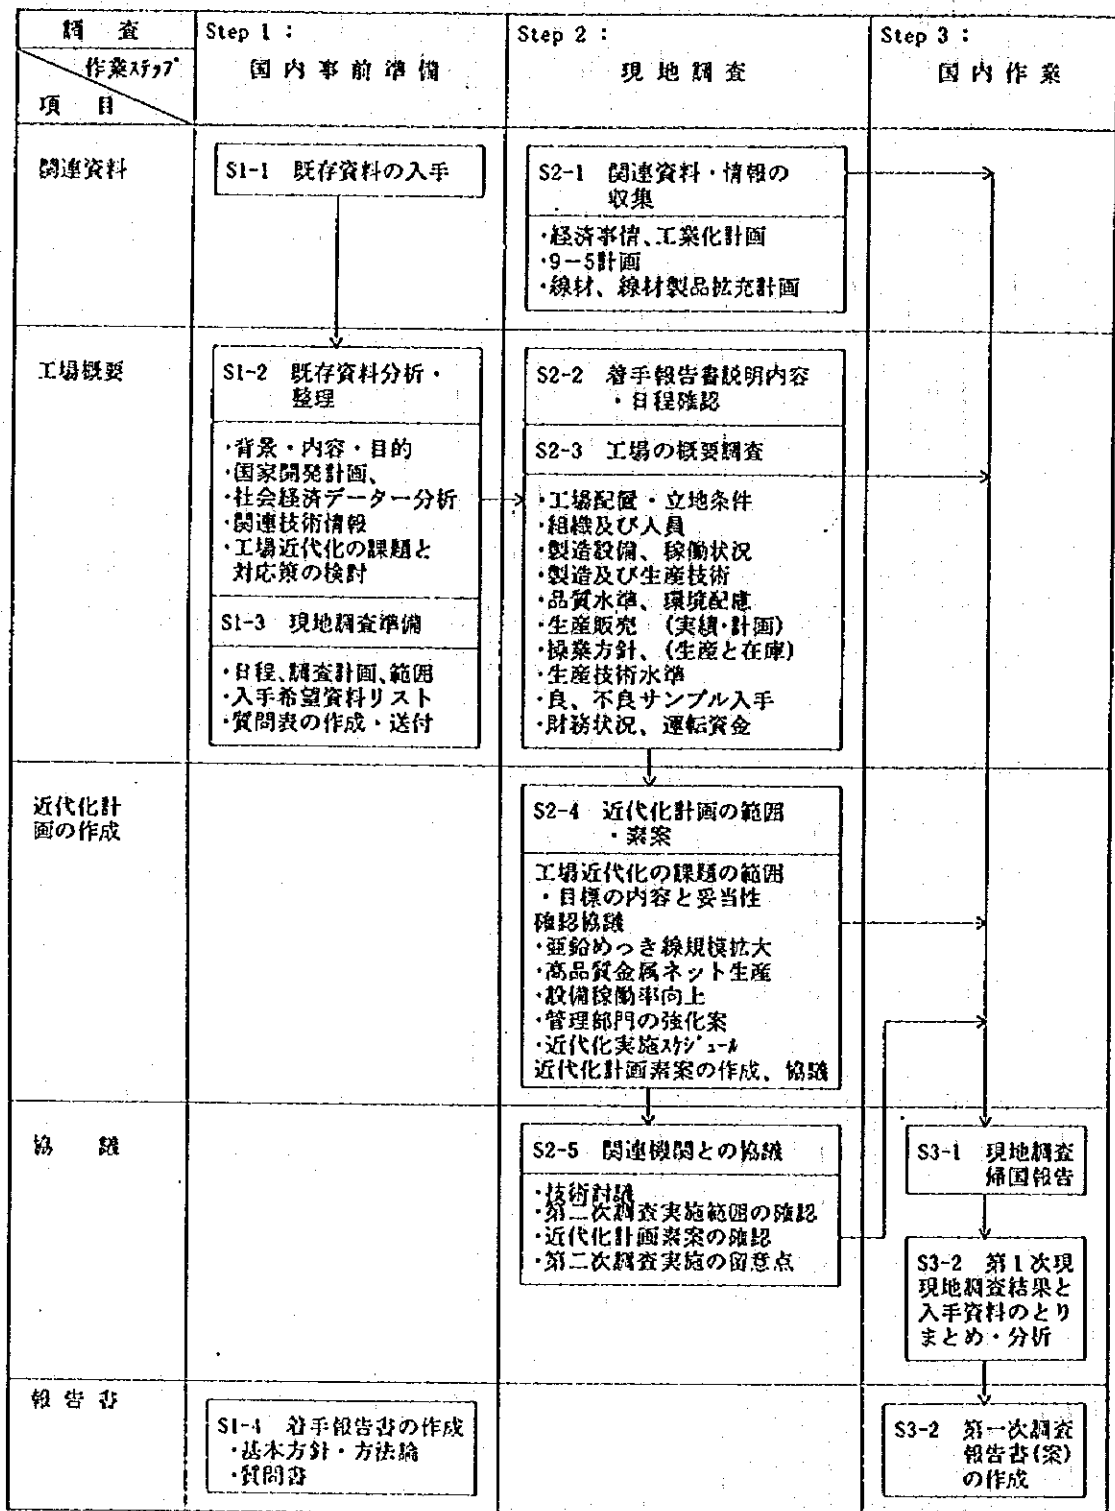 調　査
作業ステップ
項　目
Step 1：
国内事前準備
Step 2：
現地調査
Step 3：
国内作業
関連資料
S1-1　既存資料の入手
S2-1　関連資料・情報の
収集
・経済事情、工業化計画
・9－5計画
・線材、線材製品拡充計画
工場概要
S1-2　既存資料分析・
整理
・背景・内容・目的
・国家開発計画、
・社会経済データー分析
・関連技術情報
・工場近代化の課題と
対応策の検討
S1-3　現地調査準備
・日程、調査計画、範囲
・入手希望資料リスト
・質問表の作成・送付
S2-2　着手報告書説明内容
・日程確認
S2-3　工場の概要調査
・工場配置・立地条件
・組織及び人員
・製造設備、稼働状況
・製造及び生産技術
・品質水準、環境配慮
・生産販売　(実績・計画)
・操業方針、(生産と在庫)
・生産技術水準
・良、不良サンプル入手
・財務状況、運転資金
近代化計
画の作成
S2-4　近代化計画の範囲
・素案
工場近代化の課題の範囲
・目標の内容と妥当性
確認協議
・亜鉛めっき線規模拡大
・高品質金属ネット生産
・設備稼働率向上
・管理部門の強化案
・近代化実施スケジュール
近代化計画素案の作成、協議
協　議
S2-5　関連機関との協議
・技術討議
・第二次調査実施範囲の確認
・近代化計画素案の確認
・第二次調査実施の留意点
S3-1　現地調査
帰国報告
S3-2　第1次現
現地調査結果と
入手資料のとり
まとめ・分析
報告書
S1-4　着手報告書の作成
・基本方針・方法論
・質問書
S3-2　第一次調査
報告書(案)
の作成